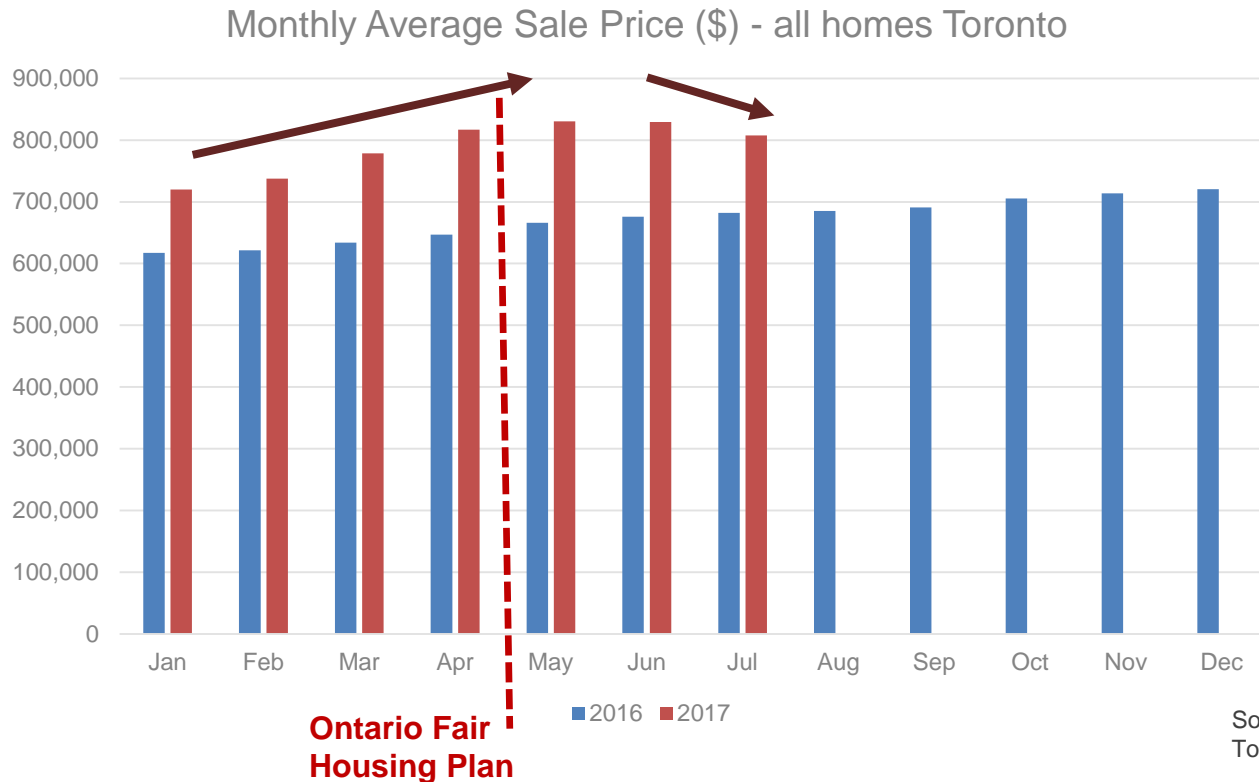 Monthly Average Sale Price ($) - all homes Toronto
900,000
800,000
700,000
600,000
500,000
400,000
300,000
200,000
100,000
0
Jan Feb Mar Apr May Jun Jul Aug Sep Oct Nov Dec
2016 2017
Ontario Fair
Housing Plan
So
To